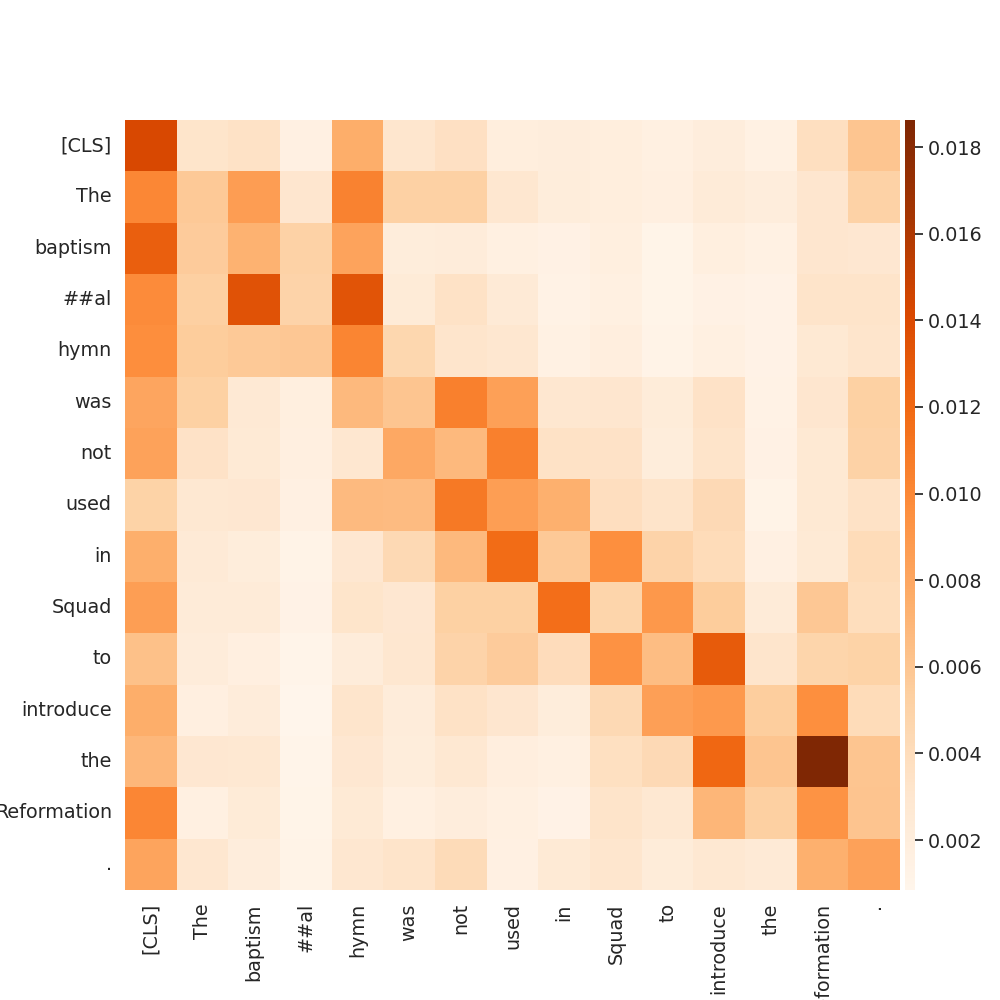 [CLS]
The
baptism
##al
hymn
was
not
used
in
Squad
to
introduce
the
Reformation
.
[CLS]
The
baptism
##al
hymn
was
not
used
in
Squad
to
introduce
the
formation
.
0.018
0.016
0.014
0.012
0.010
0.008
0.006
0.004
0.002